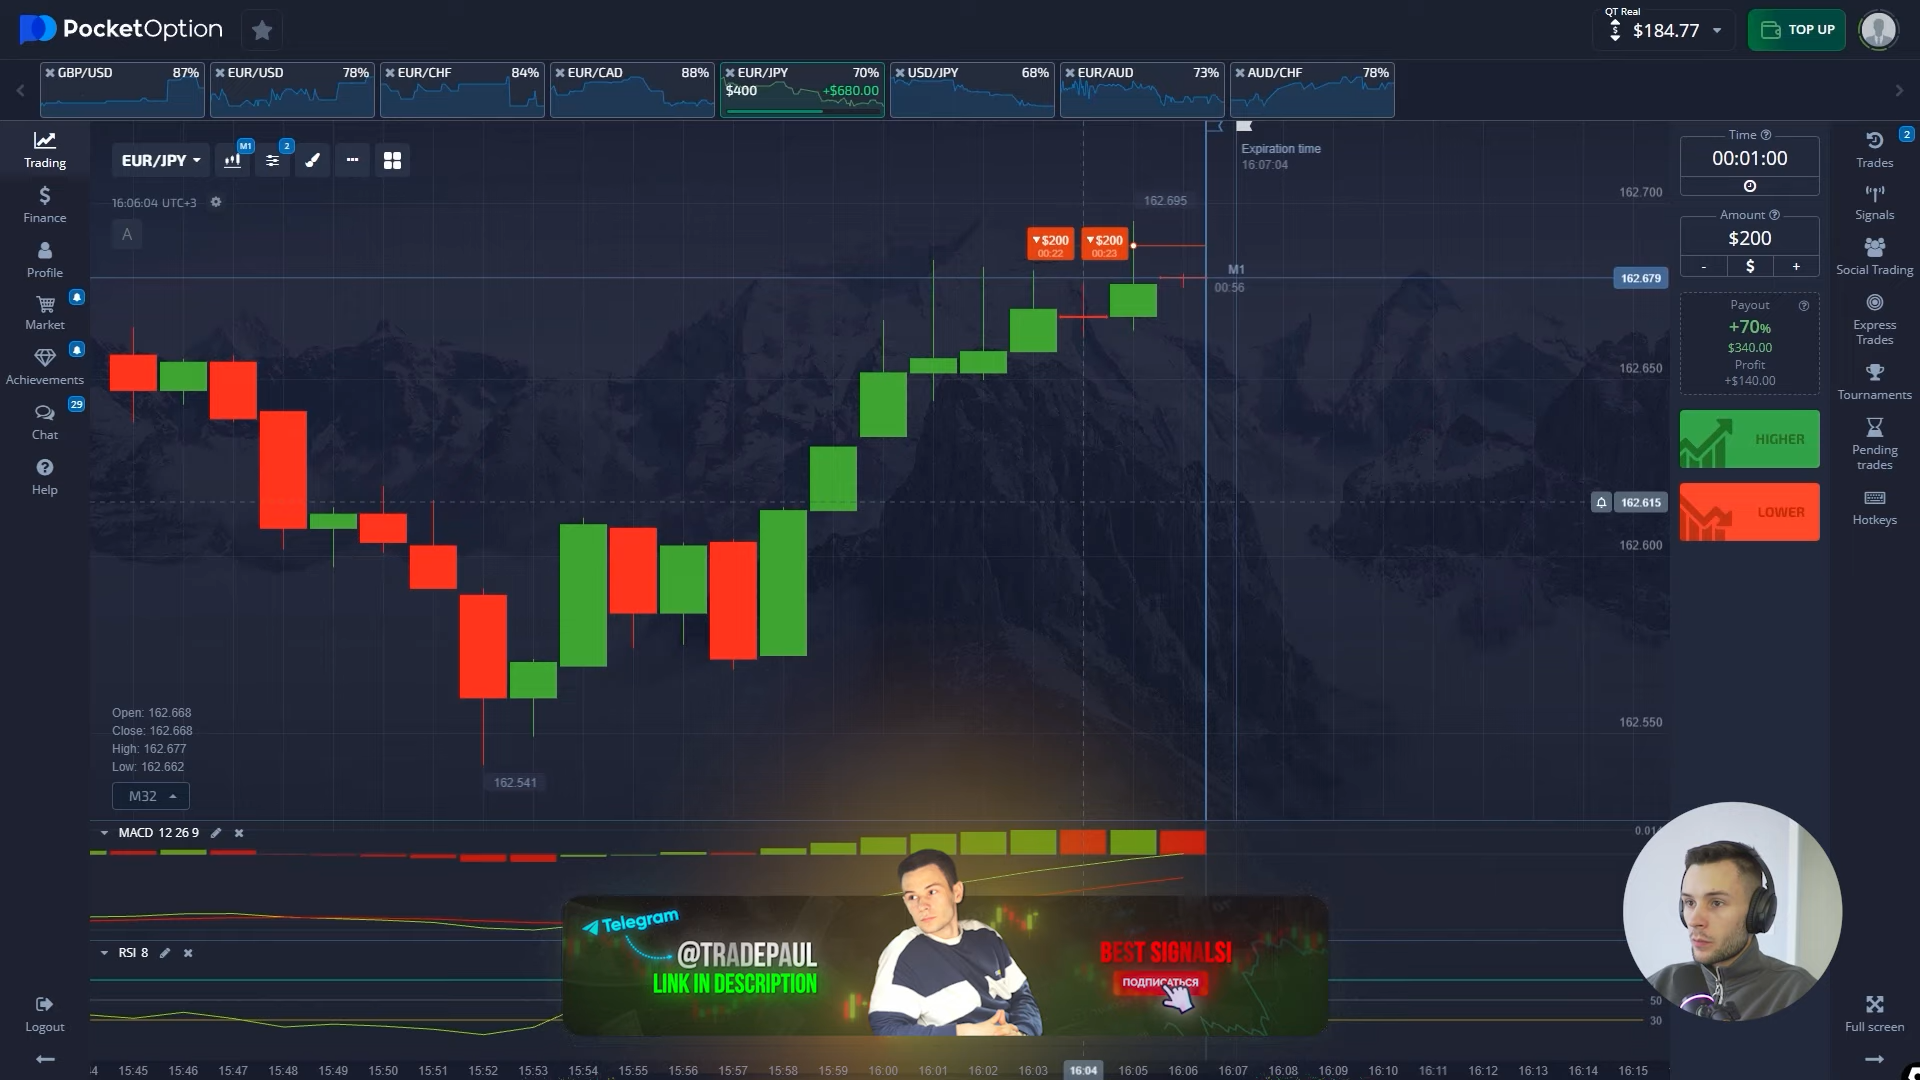 PocketOption
QT Real
$184.77
TOP UP
GBP/USD 87%
EUR/USD 78%
EUR/CHF 84%
EUR/CAD 88%
EUR/JPY 70%
$400 +$680.00
USD/JPY 68%
EUR/AUD 73%
AUD/CHF 78%
Trading
Finance
Profile
Market
Achievements
29
Chat
Help
Logout
EUR/JPY
M1
2
16:06:04 UTC+3
A
Expiration time
16:07:04
162.695
$200
00:22
$200
00:23
M1
00:56
162.700
162.679
162.650
162.615
162.600
162.550
162.541
Open: 162.668
Close: 162.668
High: 162.677
Low: 162.662
M32
MACD 12 26 9
RSI 8
50
30
Telegram
@TRADEPAUL
LINK IN DESCRIPTION
BEST SIGNALS!
ПОДПИСАТЬСЯ
15:45 15:46 15:47 15:48 15:49 15:50 15:51 15:52 15:53 15:54 15:55 15:56 15:57 15:58 15:59 16:00 16:01 16:02 16:03 16:04 16:05 16:06 16:07 16:08 16:09 16:10 16:11 16:12 16:13 16:14 16:15
Time
00:01:00
Amount
$200
- $ +
Payout
+70%
$340.00
Profit
+$140.00
HIGHER
LOWER
2
Trades
Signals
Social Trading
Express
Trades
Tournaments
Pending
trades
Hotkeys
Full screen